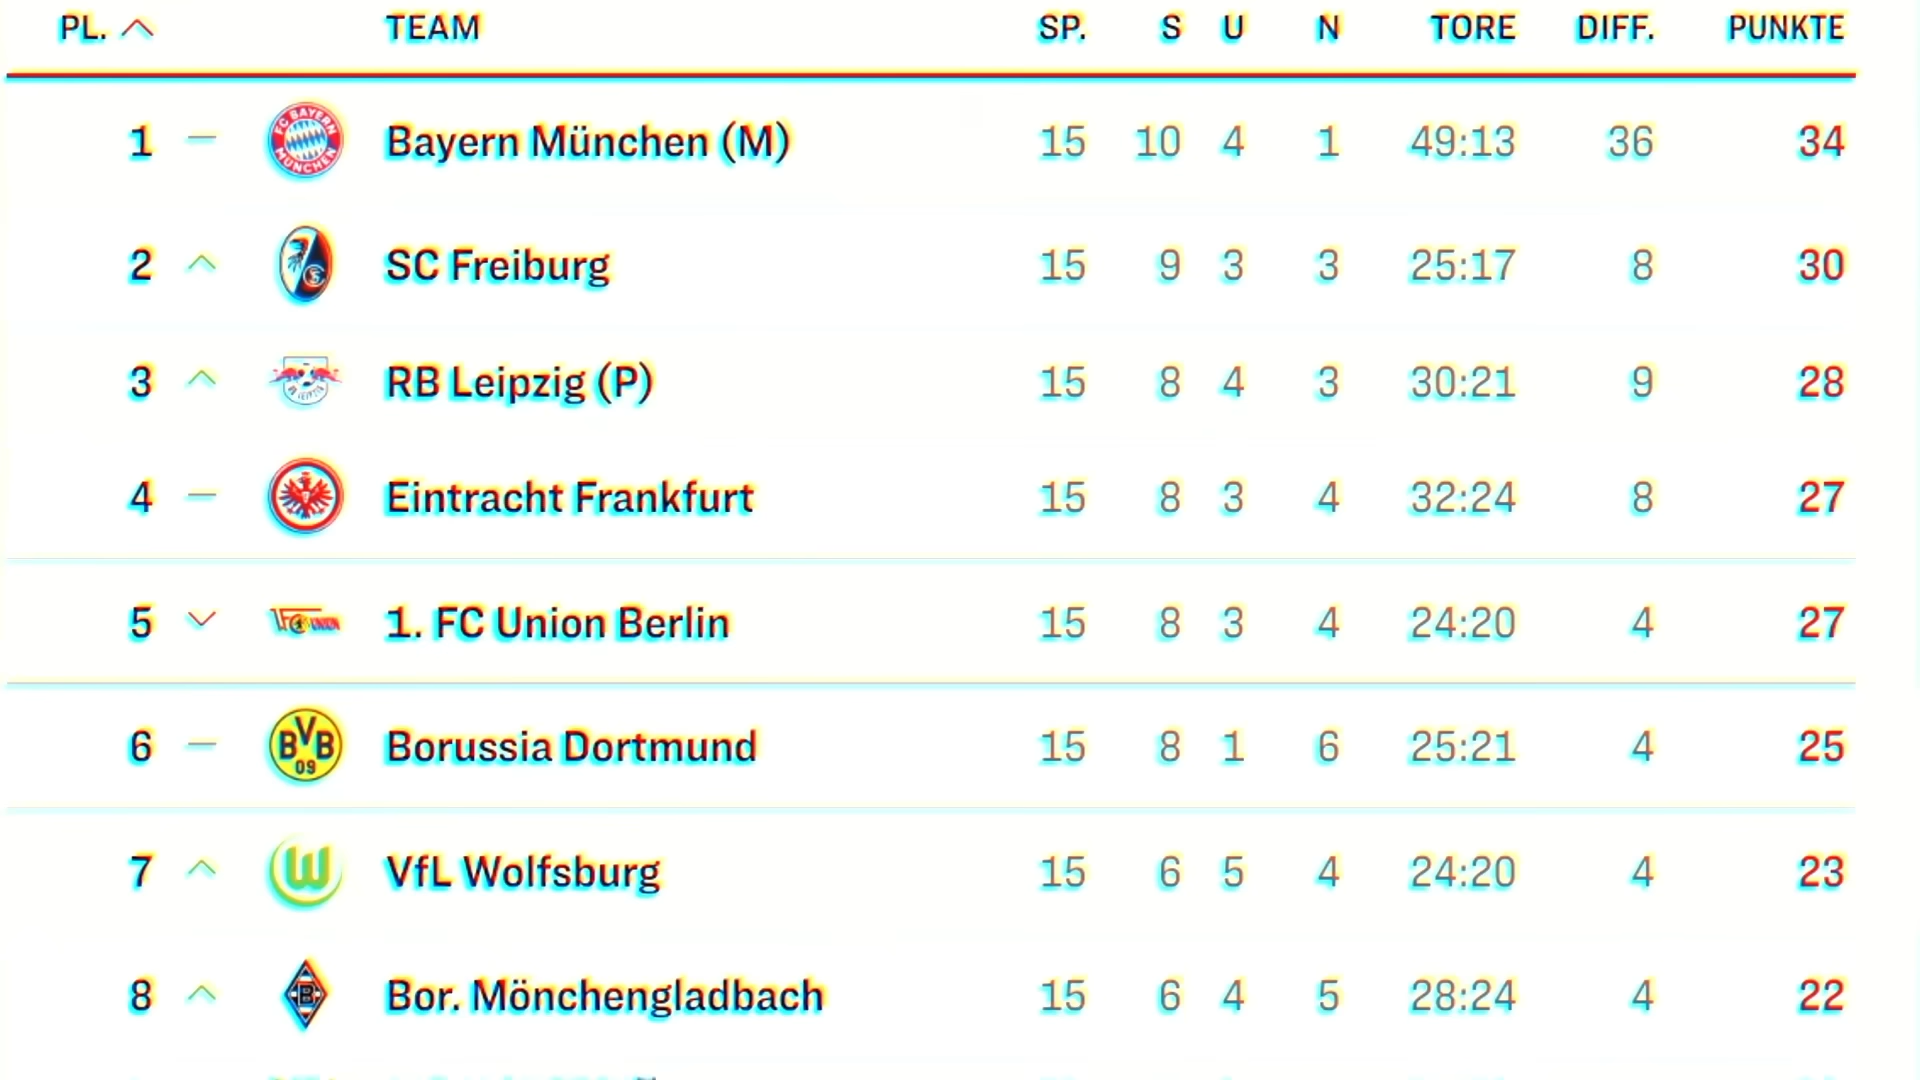 PL. TEAM SP. S U N TORE DIFF. PUNKTE
1 FC BAYERN MÜNCHEN Bayern München (M) 15 10 4 1 49:13 36 34
2 SC Freiburg 15 9 3 3 25:17 8 30
3 RB Leipzig (P) 15 8 4 3 30:21 9 28
4 Eintracht Frankfurt 15 8 3 4 32:24 8 27
5 1. FC Union Berlin 15 8 3 4 24:20 4 27
6 BVB 09 Borussia Dortmund 15 8 1 6 25:21 4 25
7 W VfL Wolfsburg 15 6 5 4 24:20 4 23
8 B Bor. Mönchengladbach 15 6 4 5 28:24 4 22